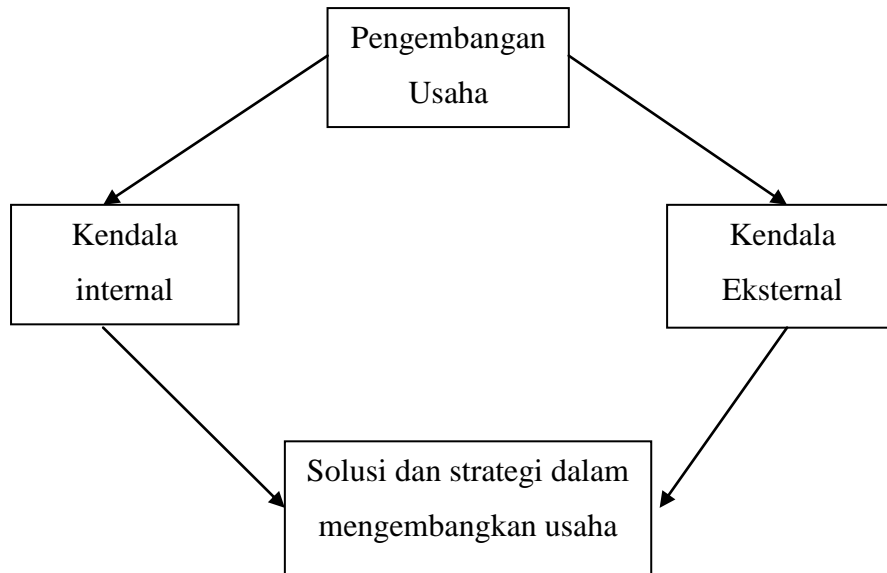 Pengembangan
Usaha
Kendala
internal
Kendala
Eksternal
Solusi dan strategi dalam
mengembangkan usaha